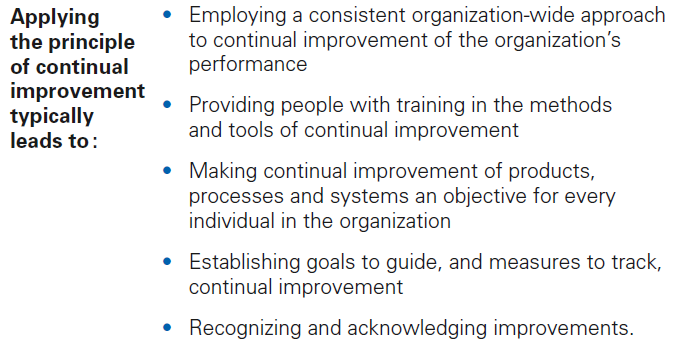 Applying
the principle
of continual
improvement
typically
leads to:
• Employing a consistent organization-wide approach
to continual improvement of the organization's
performance
• Providing people with training in the methods
and tools of continual improvement
• Making continual improvement of products,
processes and systems an objective for every
individual in the organization
• Establishing goals to guide, and measures to track,
continual improvement
• Recognizing and acknowledging improvements.